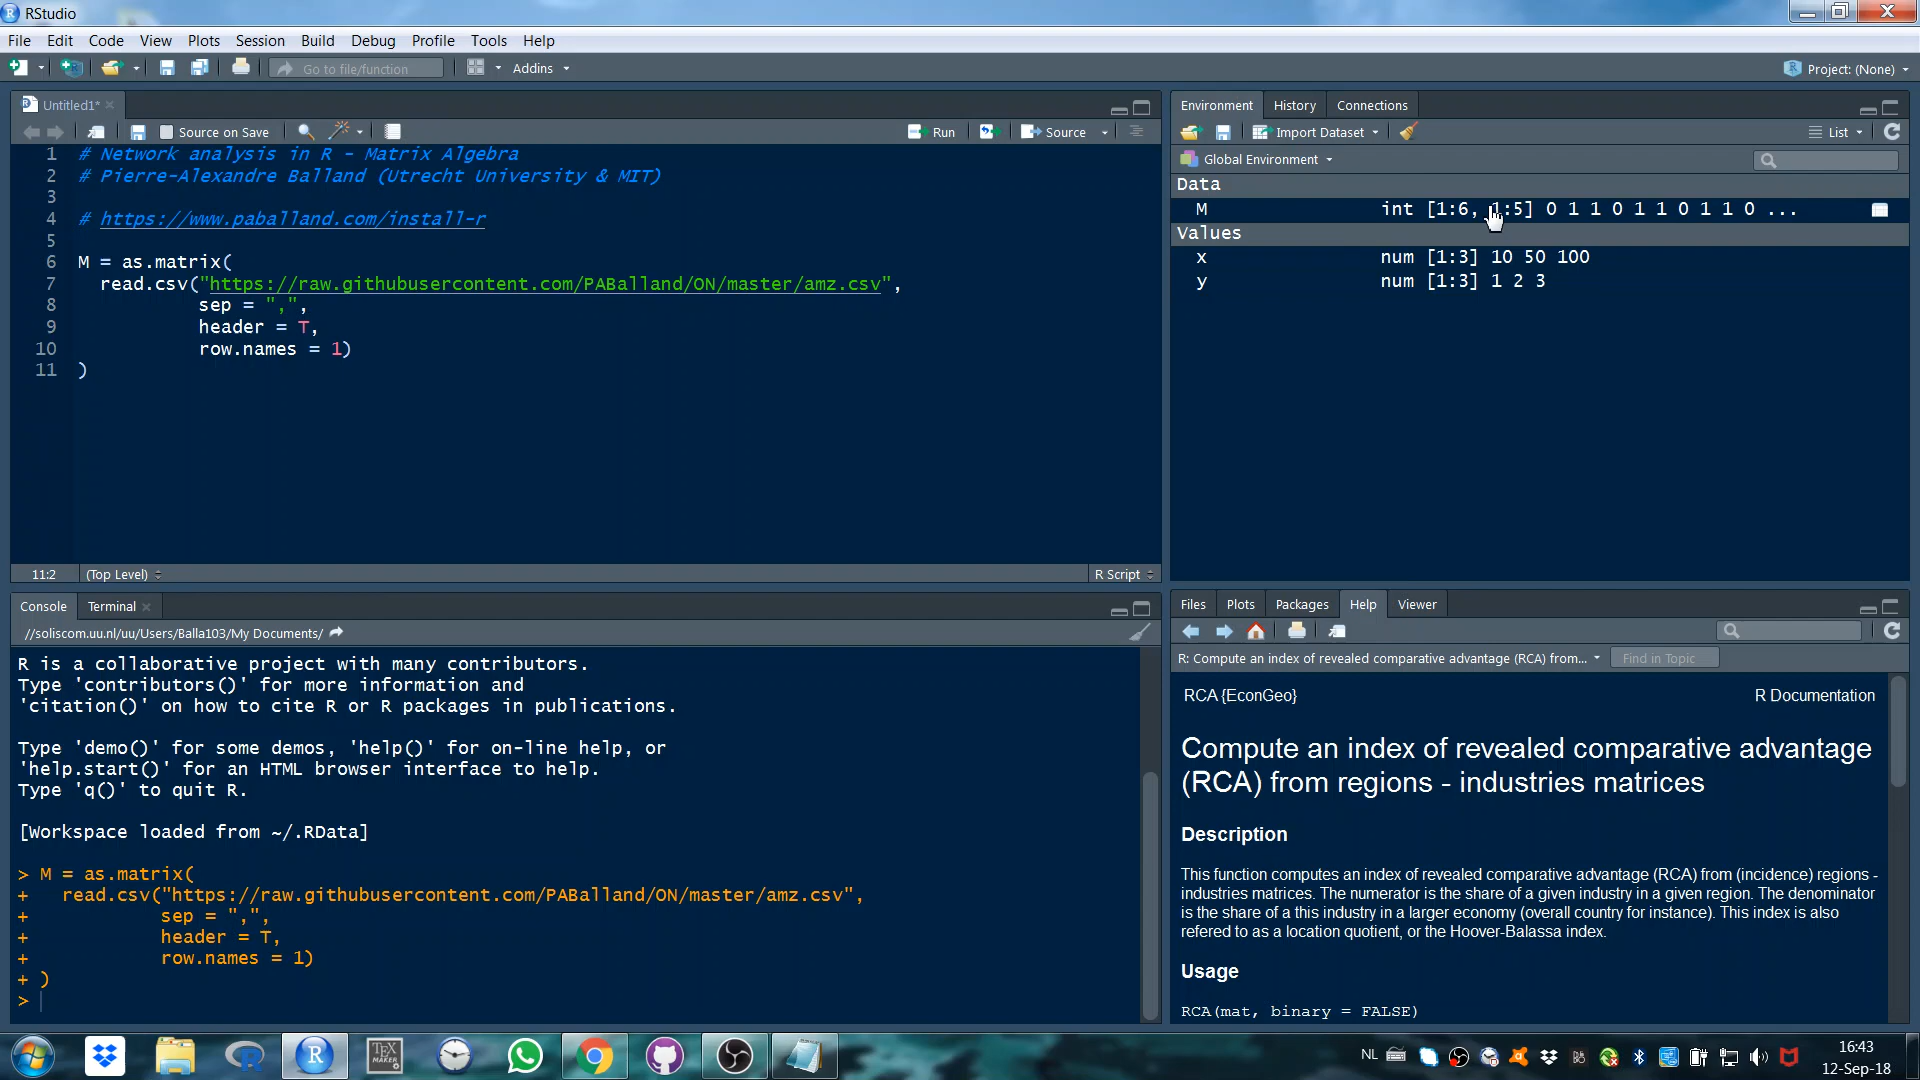 RStudio
File Edit Code View Plots Session Build Debug Profile Tools Help
Go to file/function Addins Project: (None)
Untitled1*
Source on Save Run Source
1 # Network analysis in R - Matrix Algebra
2 # Pierre-Alexandre Balland (Utrecht University & MIT)
3
4 # https://www.paballand.com/install-r
5
6 M = as.matrix(
7 read.csv("https://raw.githubusercontent.com/PABalland/ON/master/amz.csv",
8 sep = ",",
9 header = T,
10 row.names = 1)
11 )
11:2 (Top Level) R Script
Environment History Connections
Import Dataset List
Global Environment
Data
M int [1:6, 1:5] 0 1 1 0 1 1 0 1 1 0 ...
Values
x num [1:3] 10 50 100
y num [1:3] 1 2 3
Console Terminal
//soliscom.uu.nl/uu/Users/Balla103/My Documents/
R is a collaborative project with many contributors.
Type 'contributors()' for more information and
'citation()' on how to cite R or R packages in publications.
Type 'demo()' for some demos, 'help()' for on-line help, or
'help.start()' for an HTML browser interface to help.
Type 'q()' to quit R.
[Workspace loaded from ~/.RData]
> M = as.matrix(
+ read.csv("https://raw.githubusercontent.com/PABalland/ON/master/amz.csv",
+ sep = ",",
+ header = T,
+ row.names = 1)
+ )
>
Files Plots Packages Help Viewer
R: Compute an index of revealed comparative advantage (RCA) from... Find in Topic
RCA {EconGeo} R Documentation
Compute an index of revealed comparative advantage
(RCA) from regions - industries matrices
Description
This function computes an index of revealed comparative advantage (RCA) from (incidence) regions -
industries matrices. The numerator is the share of a given industry in a given region. The denominator
is the share of a this industry in a larger economy (overall country for instance). This index is also
refered to as a location quotient, or the Hoover-Balassa index.
Usage
RCA(mat, binary = FALSE)
TEX
MAKER
NL
16:43
12-Sep-18